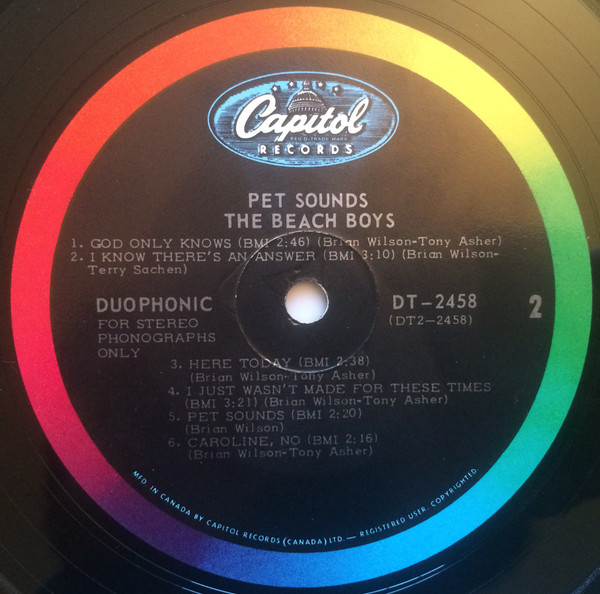 Capitol
REG'D. TRADE MARK
RECORDS
PET SOUNDS
THE BEACH BOYS
1. GOD ONLY KNOWS (BMI 2:46) (Brian Wilson-Tony Asher)
2. I KNOW THERE'S AN ANSWER (BMI 3:10) (Brian Wilson-
Terry Sachen)
DUOPHONIC
FOR STEREO
PHONOGRAPHS
ONLY
DT-2458
(DT2-2458)
2
3. HERE TODAY (BMI 2:38)
(Brian Wilson-Tony Asher)
4. I JUST WASN'T MADE FOR THESE TIMES
(BMI 3:21) (Brian Wilson-Tony Asher)
5. PET SOUNDS (BMI 2:20)
(Brian Wilson)
6. CAROLINE, NO (BMI 2:16)
(Brian Wilson-Tony Asher)
MFD. IN CANADA BY CAPITOL RECORDS (CANADA) LTD. — REGISTERED USER. COPYRIGHTED.